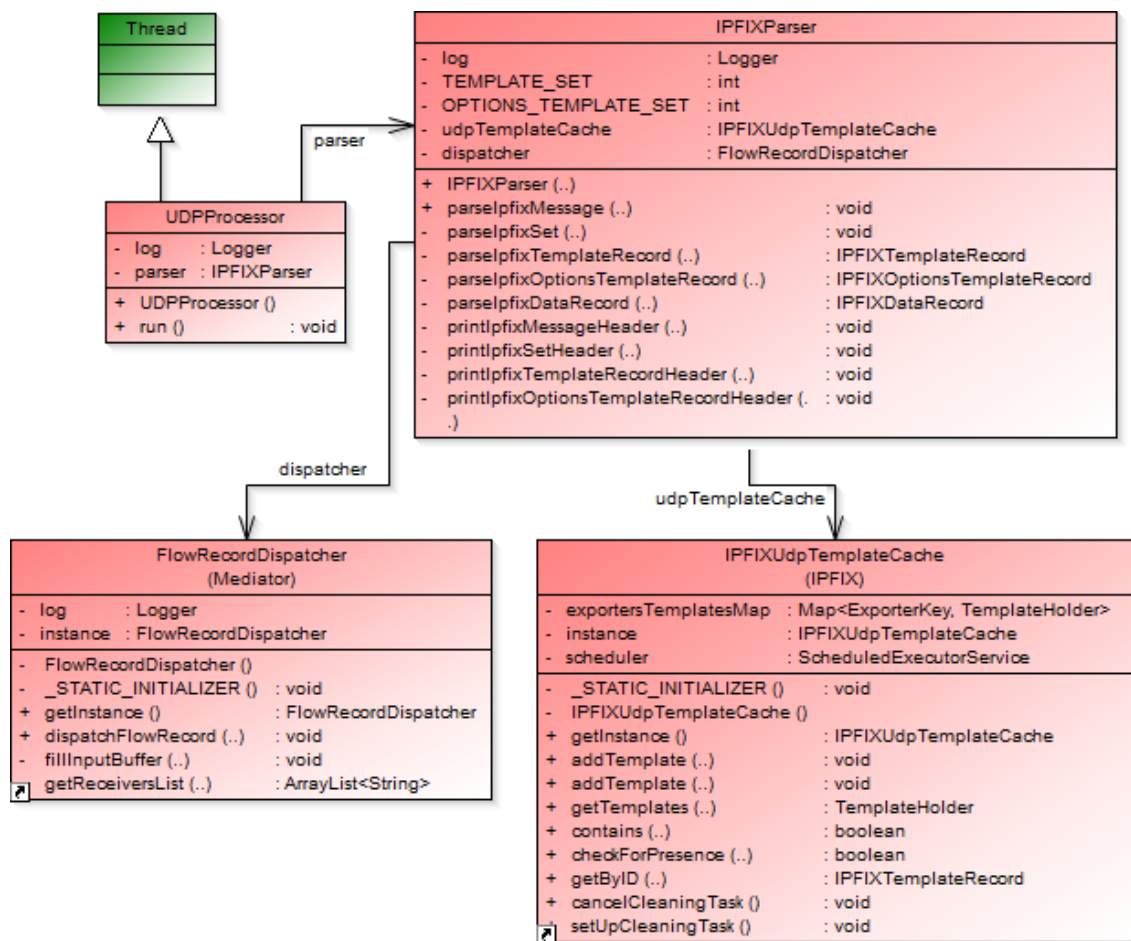 Thread
IPFIXParser
- log : Logger
- TEMPLATE_SET : int
- OPTIONS_TEMPLATE_SET : int
- udpTemplateCache : IPFIXUdpTemplateCache
- dispatcher : FlowRecordDispatcher
+ IPFIXParser (..)
+ parseIpfixMessage (..) : void
- parseIpfixSet (..) : void
- parseIpfixTemplateRecord (..) : IPFIXTemplateRecord
- parseIpfixOptionsTemplateRecord (..) : IPFIXOptionsTemplateRecord
- parseIpfixDataRecord (..) : IPFIXDataRecord
- printIpfixMessageHeader (..) : void
- printIpfixSetHeader (..) : void
- printIpfixTemplateRecordHeader (..) : void
- printIpfixOptionsTemplateRecordHeader (. : void
.)
parser
UDPProcessor
- log : Logger
- parser : IPFIXParser
+ UDPProcessor ()
+ run () : void
dispatcher
udpTemplateCache
FlowRecordDispatcher
(Mediator)
- log : Logger
- instance : FlowRecordDispatcher
- FlowRecordDispatcher ()
- _STATIC_INITIALIZER () : void
+ getInstance () : FlowRecordDispatcher
+ dispatchFlowRecord (..) : void
- fillInputBuffer (..) : void
getReceiversList (..) : ArrayList<String>
IPFIXUdpTemplateCache
(IPFIX)
- exportersTemplatesMap : Map<ExporterKey, TemplateHolder>
- instance : IPFIXUdpTemplateCache
- scheduler : ScheduledExecutorService
- _STATIC_INITIALIZER () : void
- IPFIXUdpTemplateCache ()
+ getInstance () : IPFIXUdpTemplateCache
+ addTemplate (..) : void
+ addTemplate (..) : void
+ getTemplates (..) : TemplateHolder
+ contains (..) : boolean
+ checkForPresence (..) : boolean
+ getByID (..) : IPFIXTemplateRecord
+ cancelCleaningTask () : void
setUpCleaningTask () : void